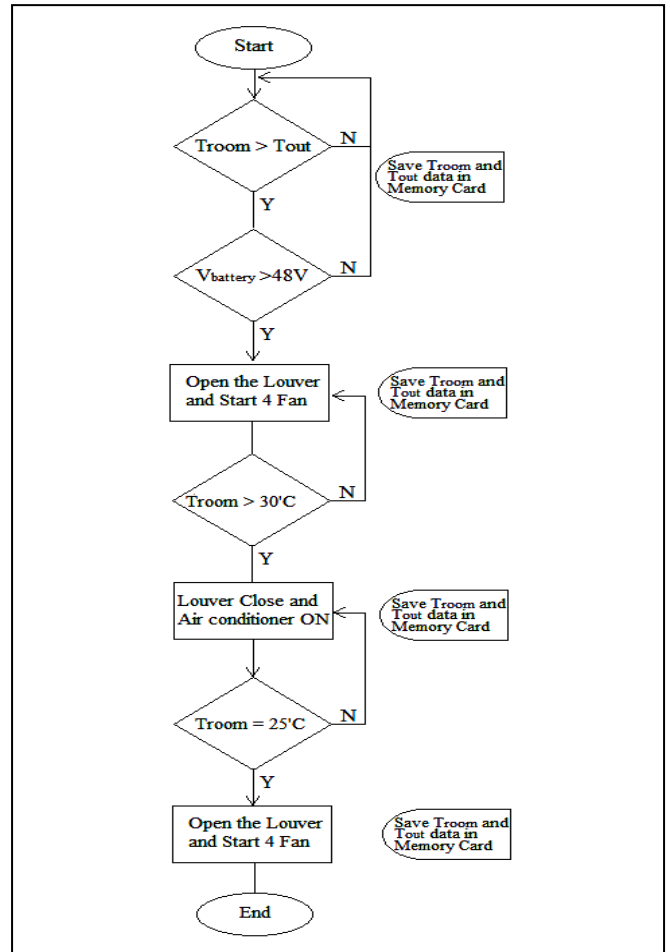 Start
Troom > Tout
N
Save Troom and
Tout data in
Memory Card
Y
Vbattery >48V
N
Y
Open the Louver
and Start 4 Fan
Save Troom and
Tout data in
Memory Card
Troom > 30'C
N
Y
Louver Close and
Air conditioner ON
Save Troom and
Tout data in
Memory Card
Troom = 25'C
N
Y
Open the Louver
and Start 4 Fan
Save Troom and
Tout data in
Memory Card
End